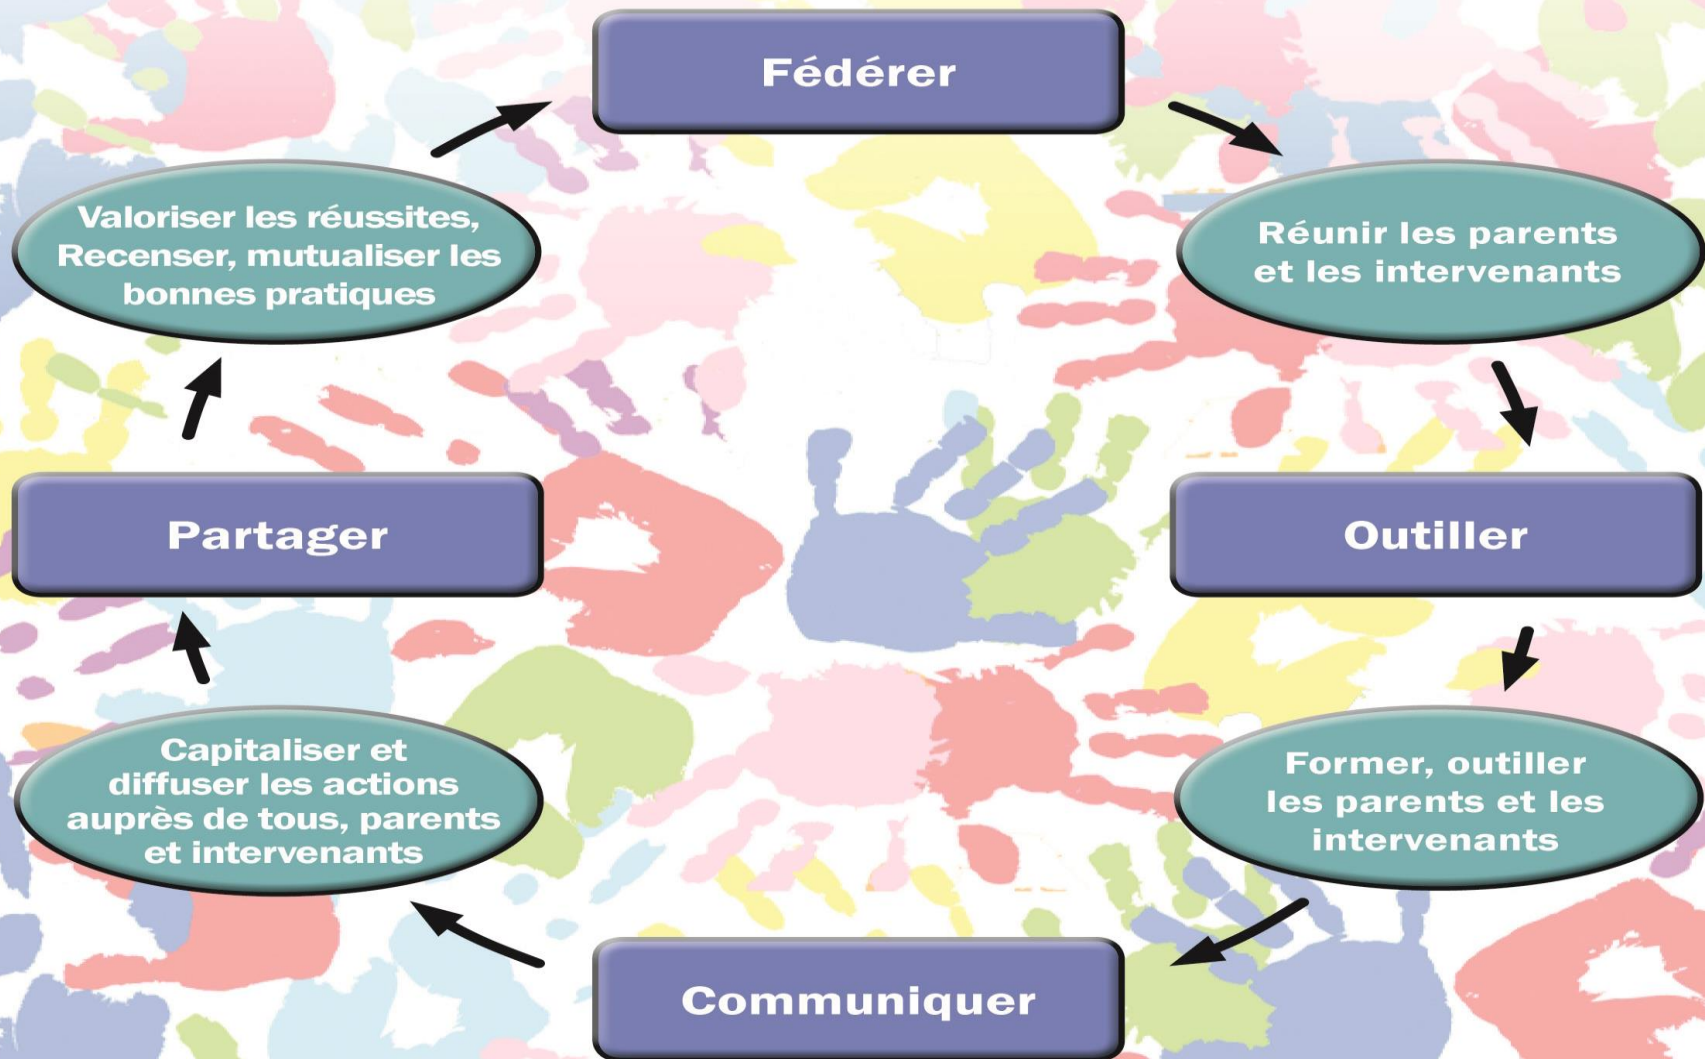 Fédérer
Réunir les parents
et les intervenants
Outiller
Former, outiller
les parents et les
intervenants
Communiquer
Capitaliser et
diffuser les actions
auprès de tous, parents
et intervenants
Partager
Valoriser les réussites,
Recenser, mutualiser les
bonnes pratiques